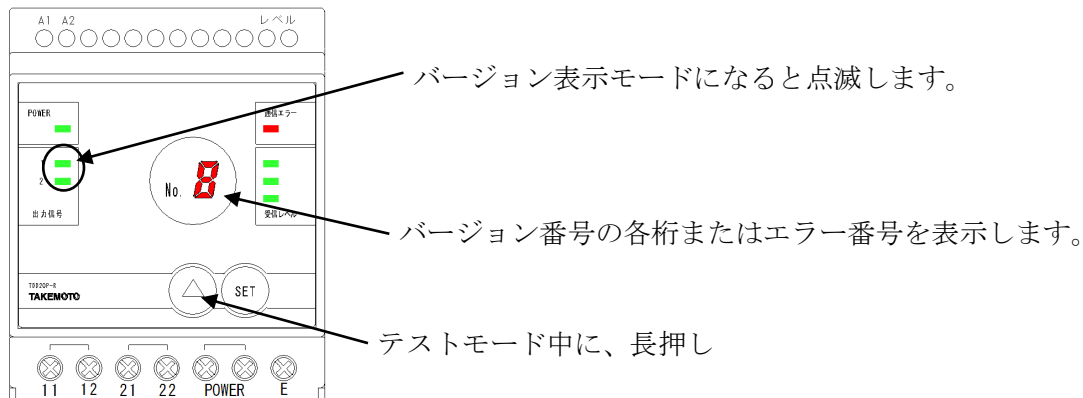 A1 A2 レベル
バージョン表示モードになると点滅します。
POWER 通信エラー
1
2
No. 8
出力信号 受信レベル
バージョン番号の各桁またはエラー番号を表示します。
TDD20P-R
TAKEMOTO
SET
テストモード中に、長押し
11 12 21 22 POWER E